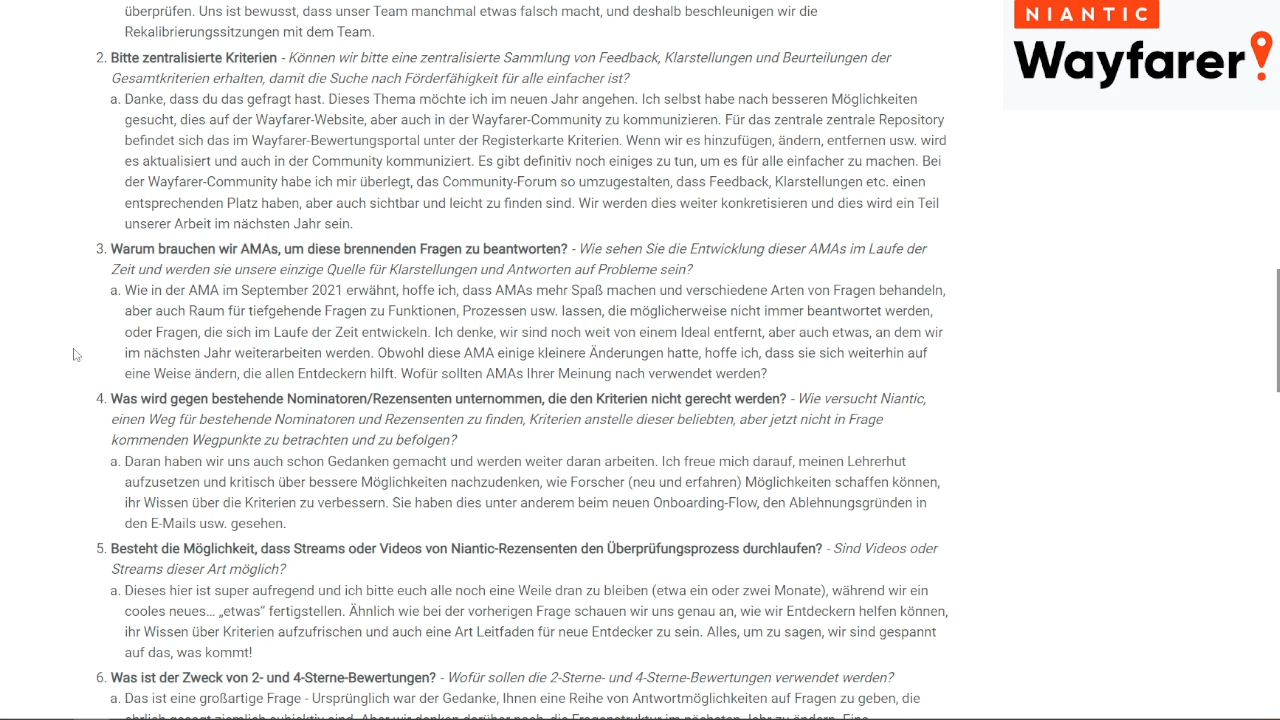 überprüfen. Uns ist bewusst, dass unser Team manchmal etwas falsch macht, und deshalb beschleunigen wir die
Rekalibrierungssitzungen mit dem Team.
2. Bitte zentralisierte Kriterien - Können wir bitte eine zentralisierte Sammlung von Feedback, Klarstellungen und Beurteilungen der
Gesamtkriterien erhalten, damit die Suche nach Förderfähigkeit für alle einfacher ist?
a. Danke, dass du das gefragt hast. Dieses Thema möchte ich im neuen Jahr angehen. Ich selbst habe nach besseren Möglichkeiten
gesucht, dies auf der Wayfarer-Website, aber auch in der Wayfarer-Community zu kommunizieren. Für das zentrale zentrale Repository
befindet sich das im Wayfarer-Bewertungsportal unter der Registerkarte Kriterien. Wenn wir es hinzufügen, ändern, entfernen usw. wird
es aktualisiert und auch in der Community kommuniziert. Es gibt definitiv noch einiges zu tun, um es für alle einfacher zu machen. Bei
der Wayfarer-Community habe ich mir überlegt, das Community-Forum so umzugestalten, dass Feedback, Klarstellungen etc. einen
entsprechenden Platz haben, aber auch sichtbar und leicht zu finden sind. Wir werden dies weiter konkretisieren und dies wird ein Teil
unserer Arbeit im nächsten Jahr sein.
3. Warum brauchen wir AMAs, um diese brennenden Fragen zu beantworten? - Wie sehen Sie die Entwicklung dieser AMAs im Laufe der
Zeit und werden sie unsere einzige Quelle für Klarstellungen und Antworten auf Probleme sein?
a. Wie in der AMA im September 2021 erwähnt, hoffe ich, dass AMAs mehr Spaß machen und verschiedene Arten von Fragen behandeln,
aber auch Raum für tiefgehende Fragen zu Funktionen, Prozessen usw. lassen, die möglicherweise nicht immer beantwortet werden,
oder Fragen, die sich im Laufe der Zeit entwickeln. Ich denke, wir sind noch weit von einem Ideal entfernt, aber auch etwas, an dem wir
im nächsten Jahr weiterarbeiten werden. Obwohl diese AMA einige kleinere Änderungen hatte, hoffe ich, dass sie sich weiterhin auf
eine Weise ändern, die allen Entdeckern hilft. Wofür sollten AMAs Ihrer Meinung nach verwendet werden?
4. Was wird gegen bestehende Nominatoren/Rezensenten unternommen, die den Kriterien nicht gerecht werden? - Wie versucht Niantic,
einen Weg für bestehende Nominatoren und Rezensenten zu finden, Kriterien anstelle dieser beliebten, aber jetzt nicht in Frage
kommenden Wegpunkte zu betrachten und zu befolgen?
a. Daran haben wir uns auch schon Gedanken gemacht und werden weiter daran arbeiten. Ich freue mich darauf, meinen Lehrerhut
aufzusetzen und kritisch über bessere Möglichkeiten nachzudenken, wie Forscher (neu und erfahren) Möglichkeiten schaffen können,
ihr Wissen über die Kriterien zu verbessern. Sie haben dies unter anderem beim neuen Onboarding-Flow, den Ablehnungsgründen in
den E-Mails usw. gesehen.
5. Besteht die Möglichkeit, dass Streams oder Videos von Niantic-Rezensenten den Überprüfungsprozess durchlaufen? - Sind Videos oder
Streams dieser Art möglich?
a. Dieses hier ist super aufregend und ich bitte euch alle noch eine Weile dran zu bleiben (etwa ein oder zwei Monate), während wir ein
cooles neues... „etwas“ fertigstellen. Ähnlich wie bei der vorherigen Frage schauen wir uns genau an, wie wir Entdeckern helfen können,
ihr Wissen über Kriterien aufzufrischen und auch eine Art Leitfaden für neue Entdecker zu sein. Alles, um zu sagen, wir sind gespannt
auf das, was kommt!
6. Was ist der Zweck von 2- und 4-Sterne-Bewertungen? - Wofür sollen die 2-Sterne- und 4-Sterne-Bewertungen verwendet werden?
a. Das ist eine großartige Frage - Ursprünglich war der Gedanke, Ihnen eine Reihe von Antwortmöglichkeiten auf Fragen zu geben, die
ehrlich gesagt ziemlich subjektiv sind. Aber wir denken darüber nach, die Fragenstruktur im nächsten Jahr zu ändern. Eine
NIANTIC
Wayfarer!